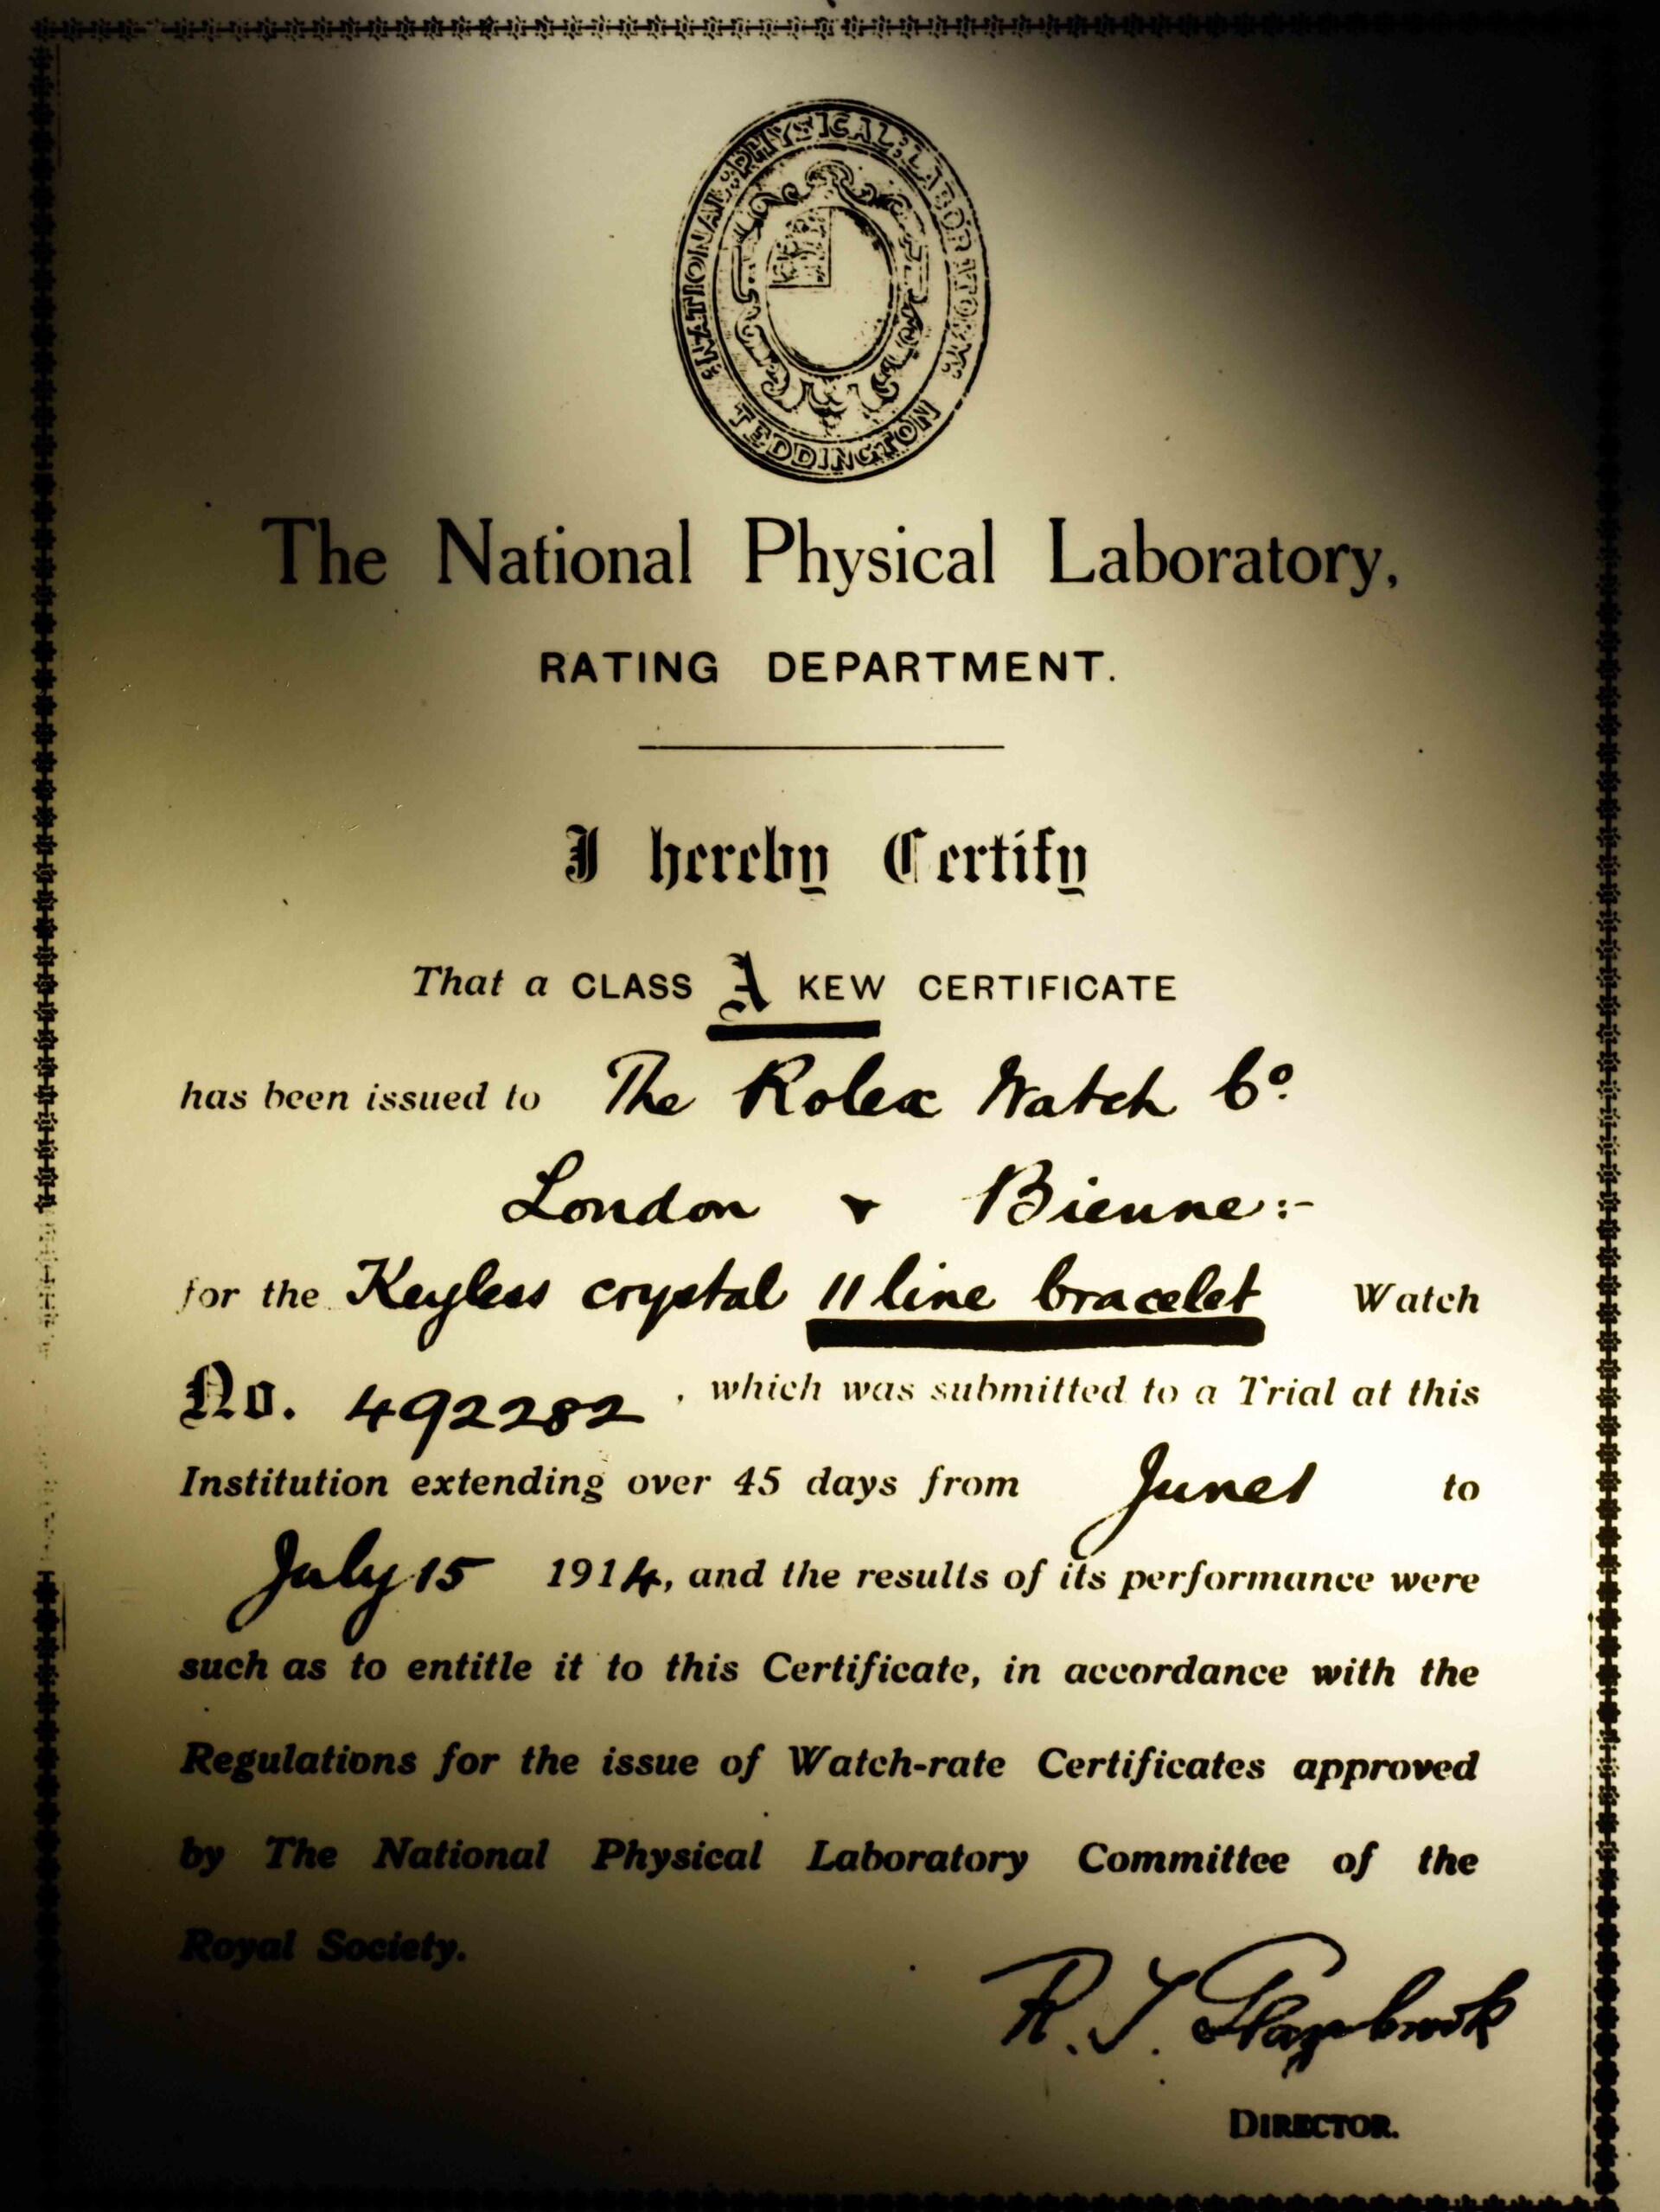 NATIONAL:PHYSICAL:LABORATORY:
TEDDINGTON
The National Physical Laboratory,
RATING DEPARTMENT.
I hereby Certify
That a CLASS A KEW CERTIFICATE
has been issued to The Rolex Watch Co.
London & Bienne:-
for the Keyless crystal 11 line bracelet Watch
No. 492282, which was submitted to a Trial at this
Institution extending over 45 days from June 1 to
July 15 1914, and the results of its performance were
such as to entitle it to this Certificate, in accordance with the
Regulations for the issue of Watch-rate Certificates approved
by The National Physical Laboratory Committee of the
Royal Society.
R. T. Glazebrook
DIRECTOR.